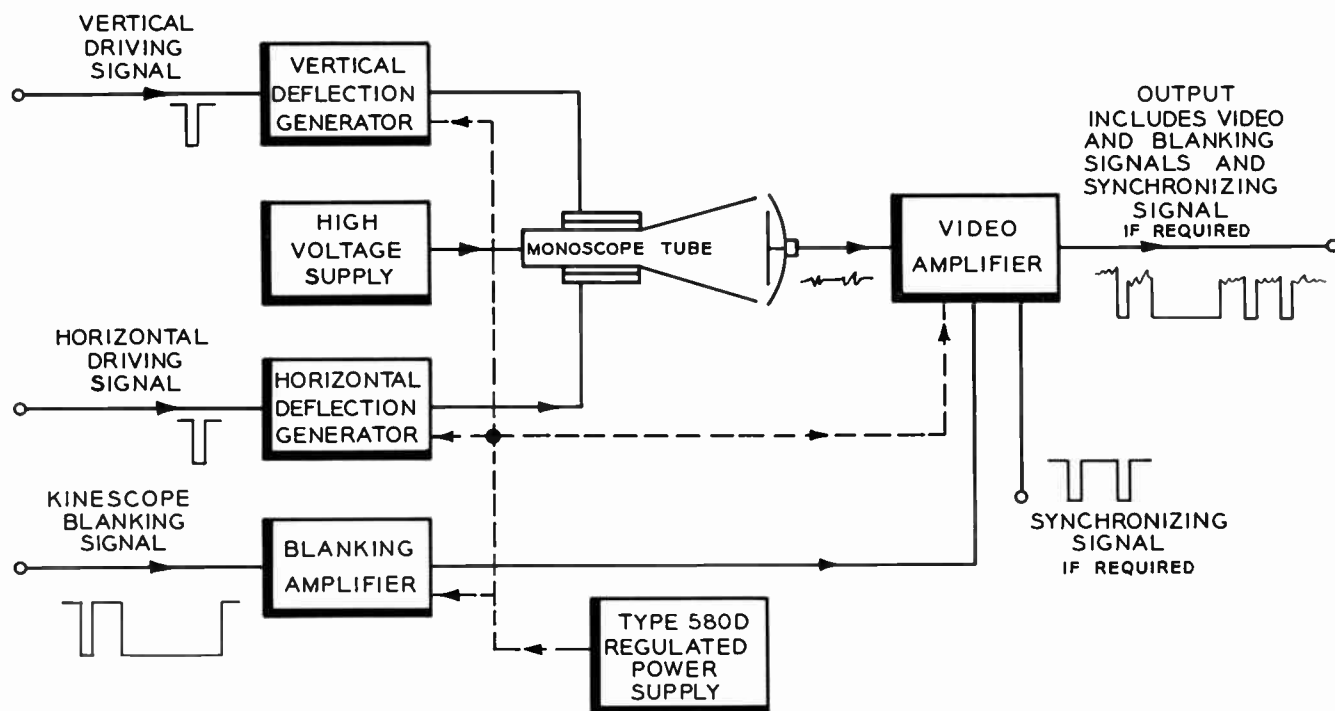 VERTICAL
DRIVING
SIGNAL
VERTICAL
DEFLECTION
GENERATOR
HIGH
VOLTAGE
SUPPLY
MONOSCOPE TUBE
VIDEO
AMPLIFIER
OUTPUT
INCLUDES VIDEO
AND BLANKING
SIGNALS AND
SYNCHRONIZING
SIGNAL
IF REQUIRED
HORIZONTAL
DRIVING
SIGNAL
HORIZONTAL
DEFLECTION
GENERATOR
KINESCOPE
BLANKING
SIGNAL
BLANKING
AMPLIFIER
SYNCHRONIZING
SIGNAL
IF REQUIRED
TYPE 580D
REGULATED
POWER
SUPPLY